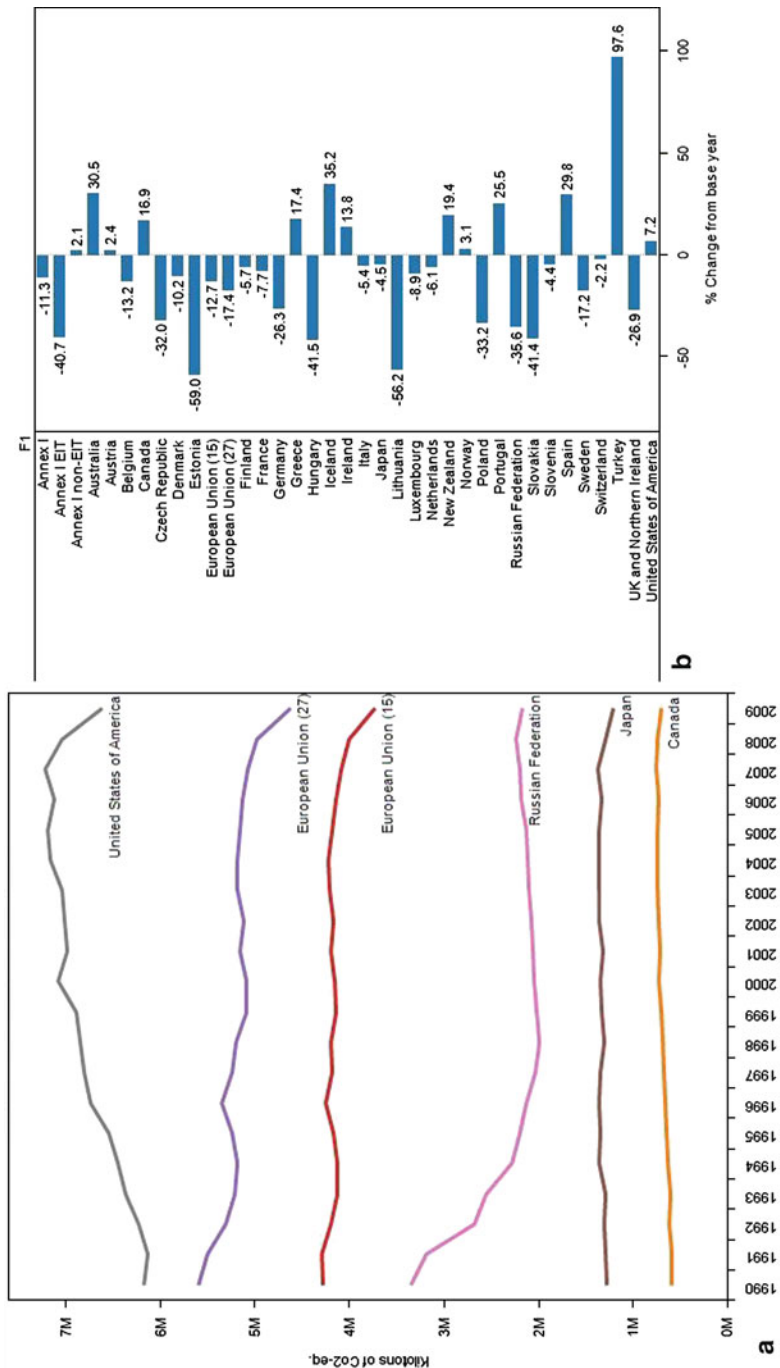 Kilotons of Co2-eq.
7M
6M
5M
4M
3M
2M
1M
0M
United States of America
European Union (27)
European Union (15)
Russian Federation
Japan
Canada
1990
1991
1992
1993
1994
1995
1996
1997
1998
1999
2000
2001
2002
2003
2004
2005
2006
2007
2008
2009
a
F1
Annex I -11.3
Annex I EIT -40.7
Annex I non-EIT 2.1
Australia 30.5
Austria 2.4
Belgium -13.2
Canada 16.9
Czech Republic -32.0
Denmark -10.2
Estonia -59.0
European Union (15) -12.7
European Union (27) -17.4
Finland -5.7
France -7.7
Germany -26.3
Greece 17.4
Hungary -41.5
Iceland 35.2
Ireland 13.8
Italy -5.4
Japan -4.5
Lithuania -56.2
Luxembourg -8.9
Netherlands -6.1
New Zealand 19.4
Norway 3.1
Poland -33.2
Portugal 25.5
Russian Federation -35.6
Slovakia -41.4
Slovenia -4.4
Spain 29.8
Sweden -17.2
Switzerland -2.2
Turkey 97.6
UK and Northern Ireland -26.9
United States of America 7.2
-50 0 50 100
% Change from base year
b